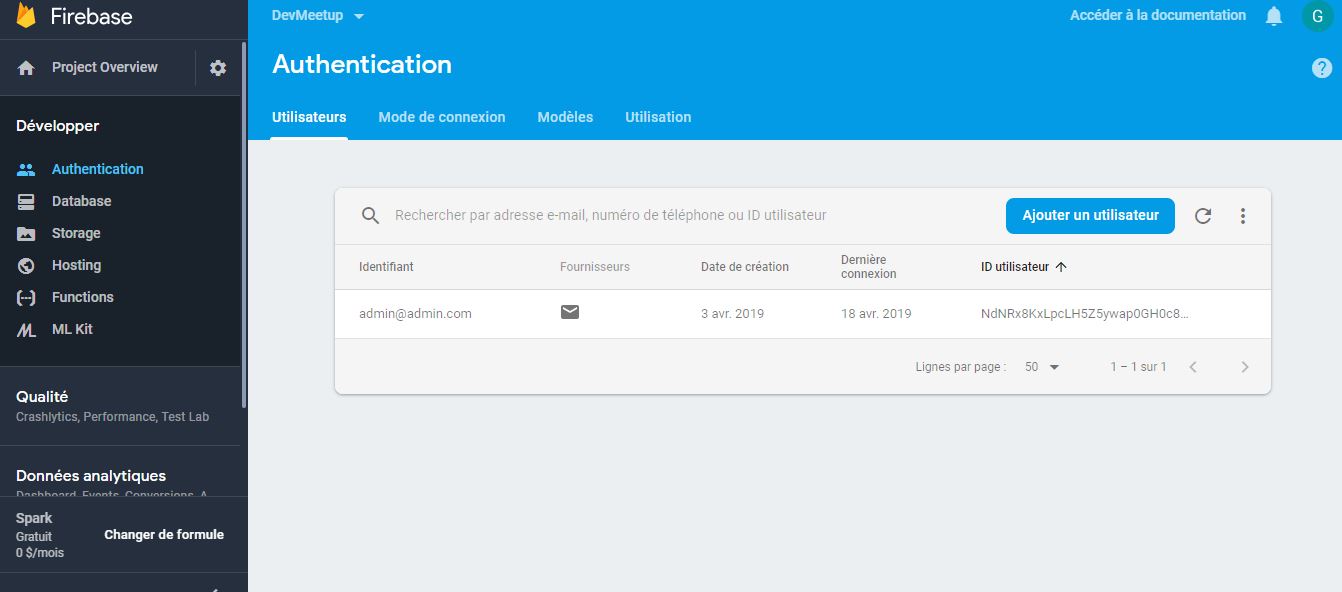 Firebase
Project Overview
Développer
Authentication
Database
Storage
Hosting
Functions
ML Kit
Qualité
Crashlytics, Performance, Test Lab
Données analytiques
Dashboard, Events, Conversions, A
Spark
Gratuit
0 $/mois
Changer de formule
DevMeetup
Accéder à la documentation
G
Authentication
?
Utilisateurs Mode de connexion Modèles Utilisation
Rechercher par adresse e-mail, numéro de téléphone ou ID utilisateur
Ajouter un utilisateur
Identifiant Fournisseurs Date de création Dernière connexion ID utilisateur
admin@admin.com 3 avr. 2019 18 avr. 2019 NdNRx8KxLpcLH5Z5ywap0GH0c8...
Lignes par page : 50 1 – 1 sur 1